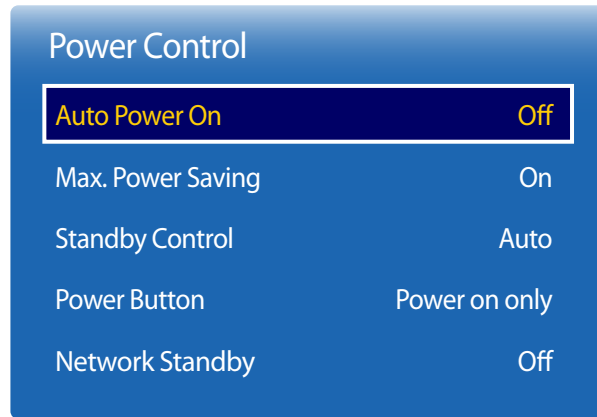 Power Control
Auto Power On Off
Max. Power Saving On
Standby Control Auto
Power Button Power on only
Network Standby Off